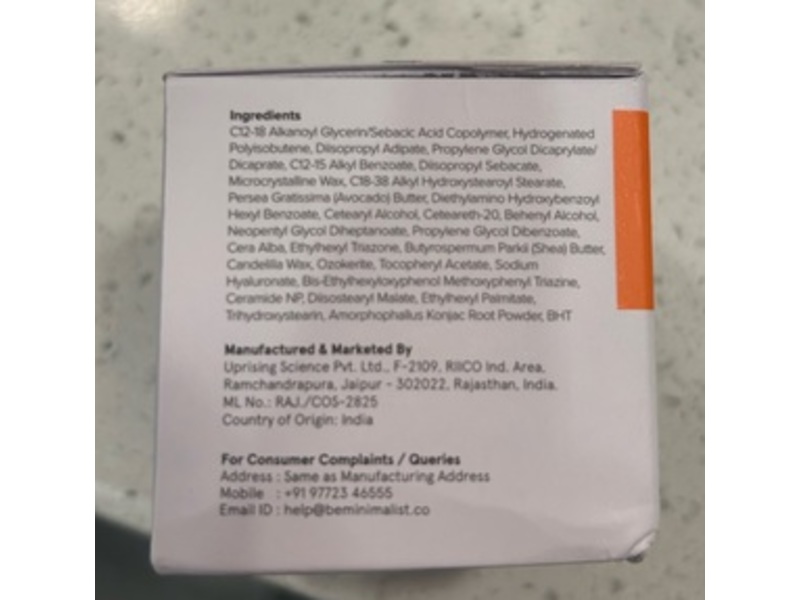 Ingredients
C12-18 Alkanoyl Glycerin/Sebacic Acid Copolymer, Hydrogenated
Polyisobutene, Diisopropyl Adipate, Propylene Glycol Dicaprylate/
Dicaprate, C12-15 Alkyl Benzoate, Diisopropyl Sebacate,
Microcrystalline Wax, C18-38 Alkyl Hydroxystearoyl Stearate,
Persea Gratissima (Avocado) Butter, Diethylamino Hydroxybenzoyl
Hexyl Benzoate, Cetearyl Alcohol, Ceteareth-20, Behenyl Alcohol,
Neopentyl Glycol Diheptanoate, Propylene Glycol Dibenzoate,
Cera Alba, Ethylhexyl Triazone, Butyrospermum Parkii (Shea) Butter,
Candelilla Wax, Ozokerite, Tocopheryl Acetate, Sodium
Hyaluronate, Bis-Ethylhexyloxyphenol Methoxyphenyl Triazine,
Ceramide NP, Diisostearyl Malate, Ethylhexyl Palmitate,
Trihydroxystearin, Amorphophallus Konjac Root Powder, BHT
Manufactured & Marketed By
Uprising Science Pvt. Ltd., F-2109, RIICO Ind. Area,
Ramchandrapura, Jaipur - 302022, Rajasthan, India.
ML No.: RAJ./COS-2825
Country of Origin: India
For Consumer Complaints / Queries
Address : Same as Manufacturing Address
Mobile : +91 97723 46555
Email ID : help@beminimalist.co